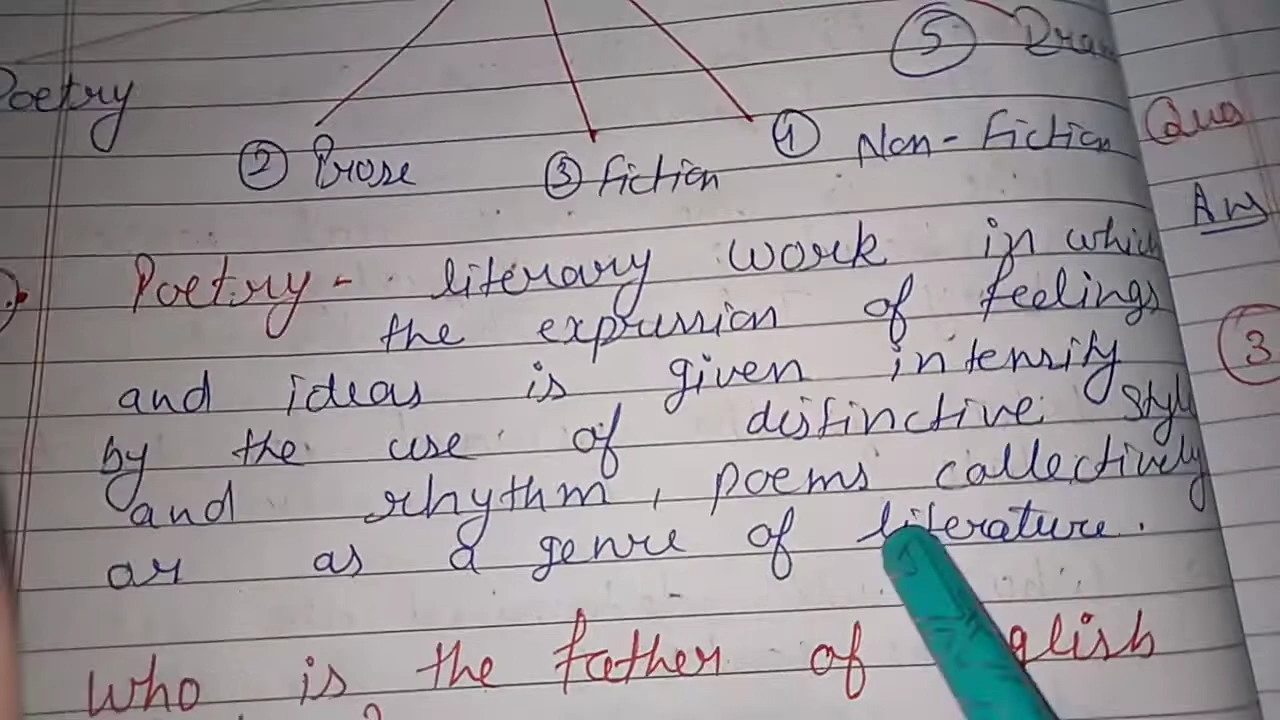 ⑤ Dra
Poetry
② Prose ③ fiction ④ Non-fiction
Poetry - literary work in which
the expression of feelings
and ideas is given intensity
by the use of distinctive style
and rhythm, poems collectively
or as a genre of literature.
Who is the father of glish
?
Ques
Ans
3